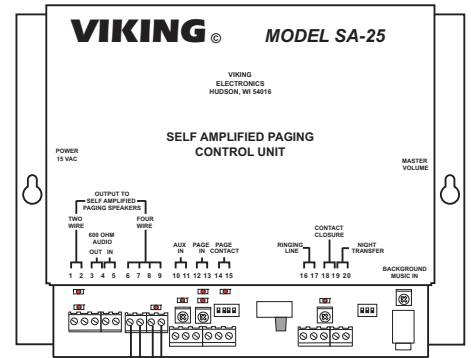 VIKING © MODEL SA-25
VIKING
ELECTRONICS
HUDSON, WI 54016
SELF AMPLIFIED PAGING
CONTROL UNIT
POWER
15 VAC
MASTER
VOLUME
OUTPUT TO
SELF AMPLIFIED
PAGING SPEAKERS
TWO
WIRE
FOUR
WIRE
600 OHM
AUDIO
OUT IN
AUX
IN
PAGE
IN
PAGE
CONTACT
RINGING
LINE
CONTACT
CLOSURE
NIGHT
TRANSFER
BACKGROUND
MUSIC IN
1 2 3 4 5 6 7 8 9 10 11 12 13 14 15 16 17 18 19 20